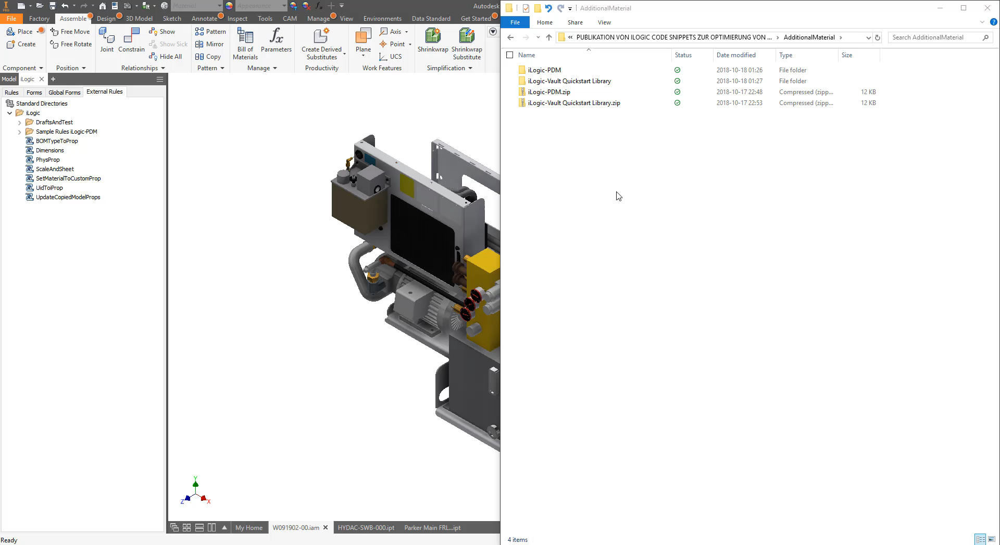 PRO
Material
Appearance
Autodesk
File Factory Assemble Design 3D Model Sketch Annotate Inspect Tools CAM Manage View Environments Data Standard Get Started
Place
Create
Component
Free Move
Free Rotate
Position
Joint
Constrain
Show
Show Sick
Hide All
Relationships
Pattern
Mirror
Copy
Pattern
Bill of
Materials
Parameters
Manage
Create Derived
Substitutes
Productivity
Plane
Axis
Point
UCS
Work Features
Shrinkwrap
Shrinkwrap
Substitute
Simplification
Model iLogic
Rules Forms Global Forms External Rules
Standard Directories
iLogic
DraftsAndTest
Sample Rules iLogic-PDM
BOMTypeToProp
Dimensions
PhysProp
ScaleAndSheet
SetMaterialToCustomProp
UidToiProp
UpdateCopiedModelProps
Y
Z
X
My Home W091902-00.iam HYDAC-SWB-000.ipt Parker Main FRL...ipt
Ready
AdditionalMaterial
File Home Share View
« PUBLIKATION VON ILOGIC CODE SNIPPETS ZUR OPTIMIERUNG VON ... > AdditionalMaterial >
Search AdditionalMaterial
Name Status Date modified Type Size
iLogic-PDM 2018-10-18 01:26 File folder
iLogic-Vault Quickstart Library 2018-10-18 01:27 File folder
iLogic-PDM.zip 2018-10-17 22:48 Compressed (zipp... 12 KB
iLogic-Vault Quickstart Library.zip 2018-10-17 22:53 Compressed (zipp... 12 KB
4 items